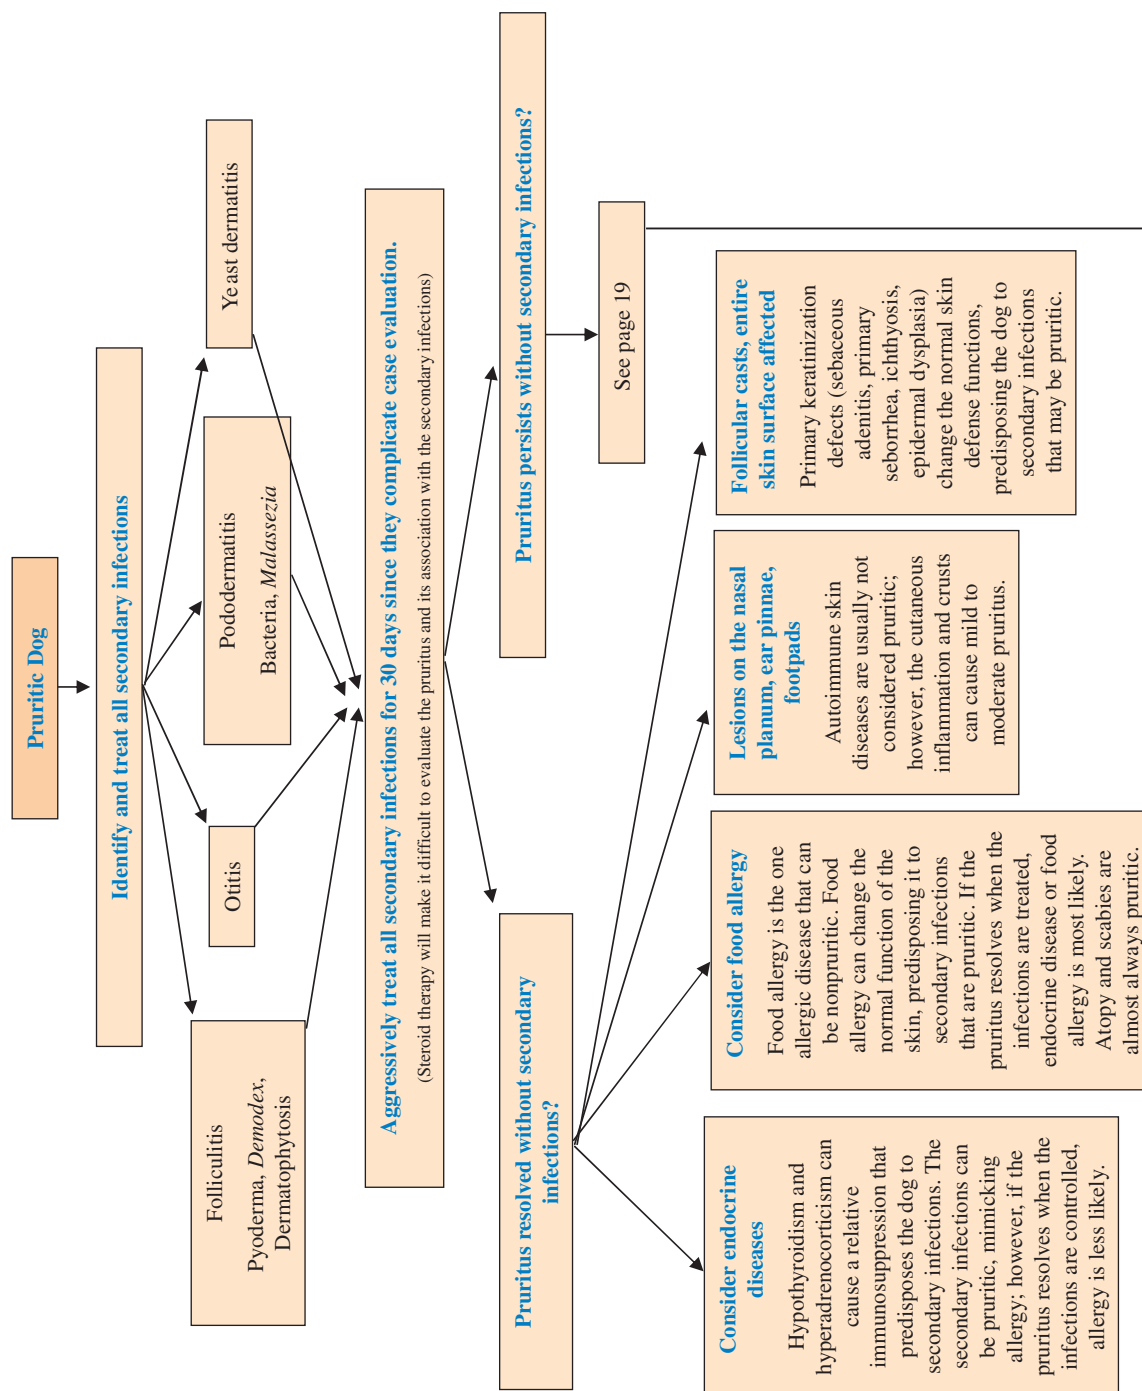 Pruritic Dog
Identify and treat all secondary infections
Folliculitis
Pyoderma, Demodex,
Dermatophytosis
Otitis
Pododermatitis
Bacteria, Malassezia
Yeast dermatitis
Aggressively treat all secondary infections for 30 days since they complicate case evaluation.
(Steroid therapy will make it difficult to evaluate the pruritus and its association with the secondary infections)
Pruritus resolved without secondary
infections?
Pruritus persists without secondary infections?
See page 19
Consider endocrine
diseases
Hypothyroidism and
hyperadrenocorticism can
cause a relative
immunosuppression that
predisposes the dog to
secondary infections. The
secondary infections can
be pruritic, mimicking
allergy; however, if the
pruritus resolves when the
infections are controlled,
allergy is less likely.
Consider food allergy
Food allergy is the one
allergic disease that can
be nonpruritic. Food
allergy can change the
normal function of the
skin, predisposing it to
secondary infections
that are pruritic. If the
pruritus resolves when the
infections are treated,
endocrine disease or food
allergy is most likely.
Atopy and scabies are
almost always pruritic.
Lesions on the nasal
planum, ear pinnae,
footpads
Autoimmune skin
diseases are usually not
considered pruritic;
however, the cutaneous
inflammation and crusts
can cause mild to
moderate pruritus.
Follicular casts, entire
skin surface affected
Primary keratinization
defects (sebaceous
adenitis, primary
seborrhea, ichthyosis,
epidermal dysplasia)
change the normal skin
defense functions,
predisposing the dog to
secondary infections
that may be pruritic.